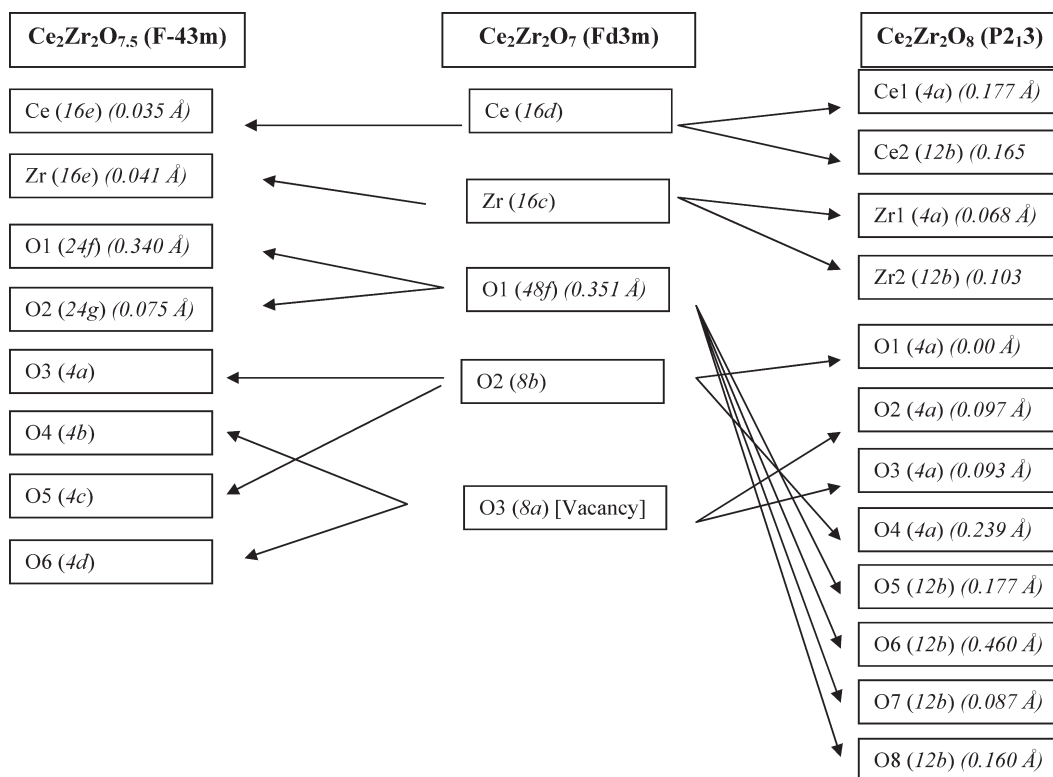 Ce₂Zr₂O₇.₅ (F-43m)
Ce (16e) (0.035 Å)
Zr (16e) (0.041 Å)
O1 (24f) (0.340 Å)
O2 (24g) (0.075 Å)
O3 (4a)
O4 (4b)
O5 (4c)
O6 (4d)
Ce₂Zr₂O₇ (Fd3m)
Ce (16d)
Zr (16c)
O1 (48f) (0.351 Å)
O2 (8b)
O3 (8a) [Vacancy]
Ce₂Zr₂O₈ (P2₁3)
Ce1 (4a) (0.177 Å)
Ce2 (12b) (0.165
Zr1 (4a) (0.068 Å)
Zr2 (12b) (0.103
O1 (4a) (0.00 Å)
O2 (4a) (0.097 Å)
O3 (4a) (0.093 Å)
O4 (4a) (0.239 Å)
O5 (12b) (0.177 Å)
O6 (12b) (0.460 Å)
O7 (12b) (0.087 Å)
O8 (12b) (0.160 Å)